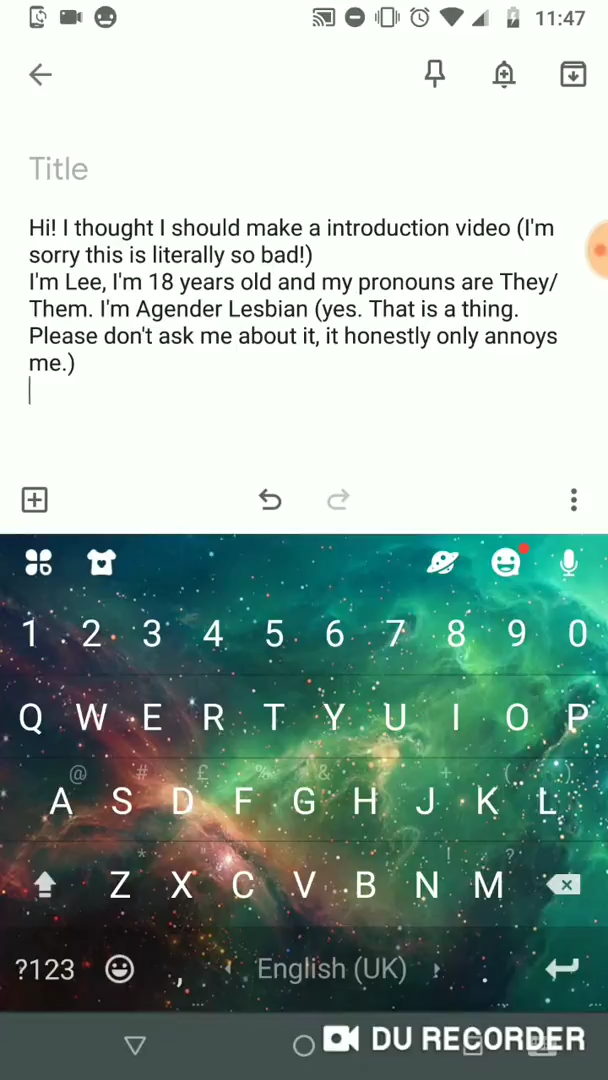 11:47
Title
Hi! I thought I should make a introduction video (I'm
sorry this is literally so bad!)
I'm Lee, I'm 18 years old and my pronouns are They/
Them. I'm Agender Lesbian (yes. That is a thing.
Please don't ask me about it, it honestly only annoys
me.)
1 2 3 4 5 6 7 8 9 0
Q W E R T Y U I O P
@ # £ % & + ( )
A S D F G H J K L
* " ! ?
Z X C V B N M
?123 , English (UK) .
DU RECORDER